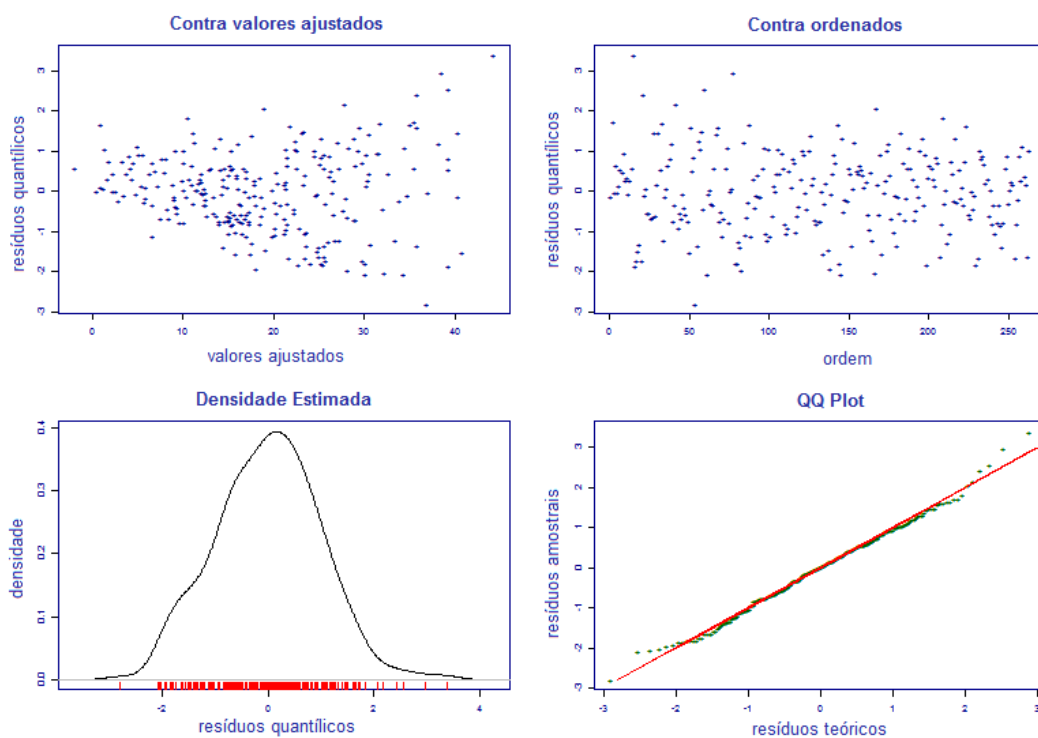 Contra valores ajustados
resíduos quantílicos
3
2
1
0
-1
-2
-3
0 10 20 30 40
valores ajustados
Contra ordenados
resíduos quantílicos
3
2
1
0
-1
-2
-3
0 50 100 150 200 250
ordem
Densidade Estimada
densidade
0.4
0.3
0.2
0.1
0.0
-2 0 2 4
resíduos quantílicos
QQ Plot
resíduos amostrais
3
2
1
0
-1
-2
-3
-3 -2 -1 0 1 2 3
resíduos teóricos